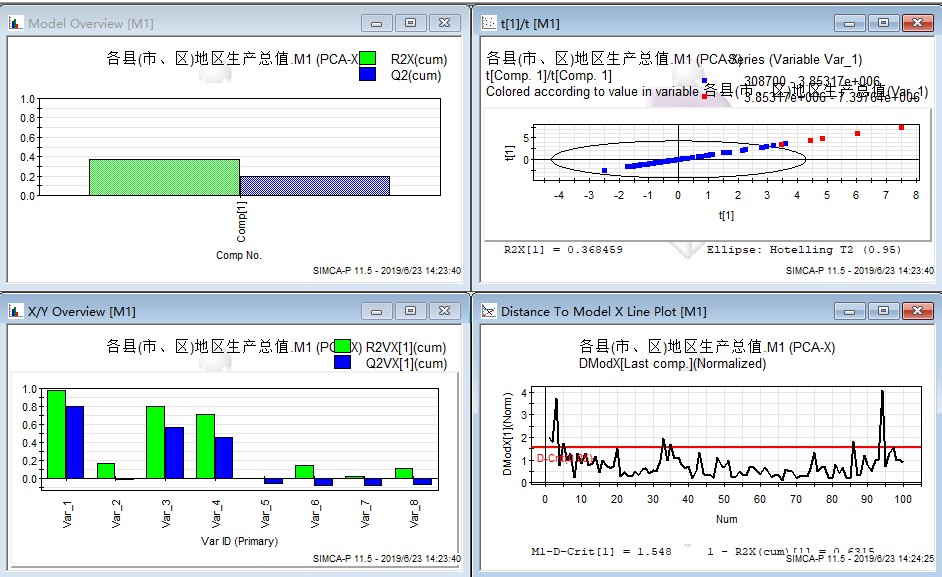 Model Overview [M1]
各县(市、区)地区生产总值.M1 (PCA-X)
R2X(cum)
Q2(cum)
1.0
0.8
0.6
0.4
0.2
0.0
Comp[1]
Comp No.
SIMCA-P 11.5 - 2019/6/23 14:23:40
t[1]/t [M1]
各县(市、区)地区生产总值.M1 (PCA-X)
Series (Variable Var_1)
t[Comp. 1]/t[Comp. 1]
308700 - 3.85317e+006
Colored according to value in variable 各县(市、区)地区生产总值(Var_1)
3.85317e+006 - 7.39764e+006
t[1]
5
0
-4 -3 -2 -1 0 1 2 3 4 5 6 7 8
t[1]
R2X[1] = 0.368459 Ellipse: Hotelling T2 (0.95)
SIMCA-P 11.5 - 2019/6/23 14:23:40
X/Y Overview [M1]
各县(市、区)地区生产总值.M1 (PCA-X)
R2VX[1](cum)
Q2VX[1](cum)
1.0
0.8
0.6
0.4
0.2
0.0
Var_1 Var_2 Var_3 Var_4 Var_5 Var_6 Var_7 Var_8
Var ID (Primary)
SIMCA-P 11.5 - 2019/6/23 14:23:40
Distance To Model X Line Plot [M1]
各县(市、区)地区生产总值.M1 (PCA-X)
DModX[Last comp.](Normalized)
DModX[1](Norm)
4
3
2
1
0
0 10 20 30 40 50 60 70 80 90 100
Num
M1-D-Crit[1] = 1.548 1 - R2X(cum)[1] = 0.6315
SIMCA-P 11.5 - 2019/6/23 14:24:25